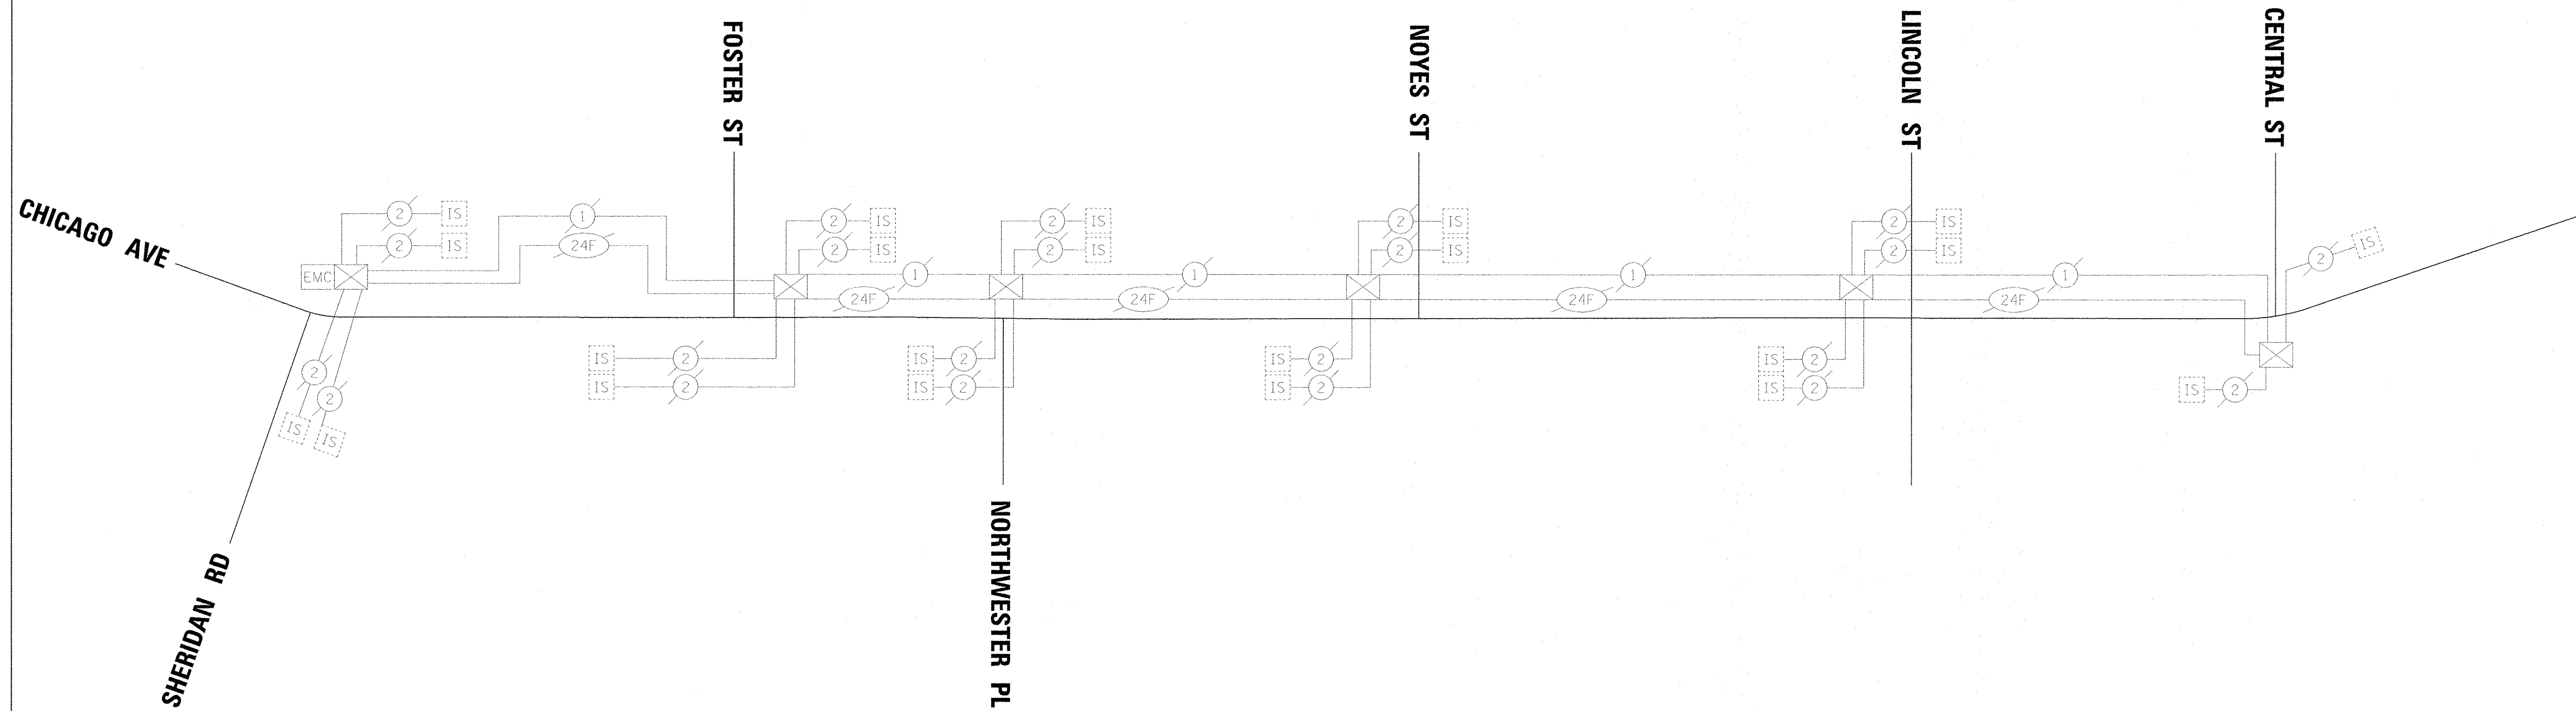 FOSTER ST
NOYES ST
LINCOLN ST
CENTRAL ST
CHICAGO AVE
2 IS
1
2 IS
2 IS
2 IS
2 IS
2 IS
24F
2 IS
2 IS
2 IS
2 IS
2 IS
EMC
1
1
1
1
24F
24F
24F
24F
IS 2
IS 2
IS 2
IS 2
2
IS 2
IS 2
IS 2
IS 2
IS 2
2
IS
IS
SHERIDAN RD
NORTHWESTER PL